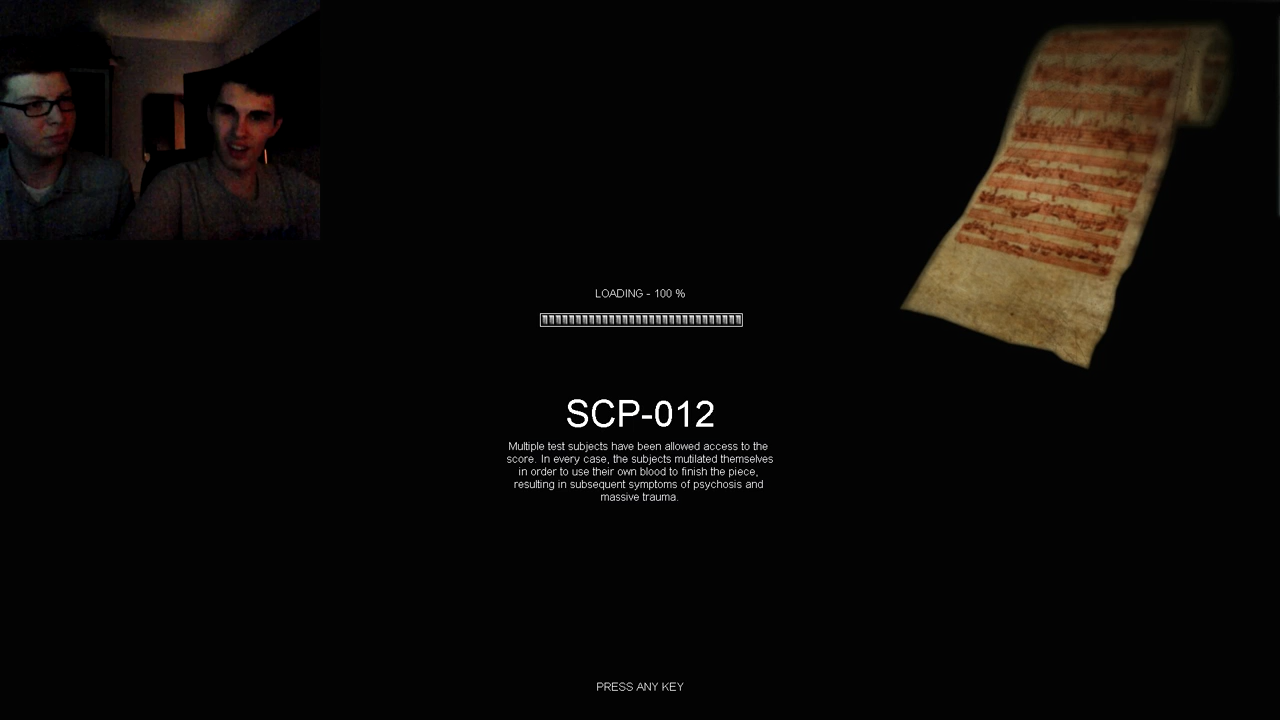 LOADING - 100 %
SCP-012
Multiple test subjects have been allowed access to the
score. In every case, the subjects mutilated themselves
in order to use their own blood to finish the piece,
resulting in subsequent symptoms of psychosis and
massive trauma.
PRESS ANY KEY